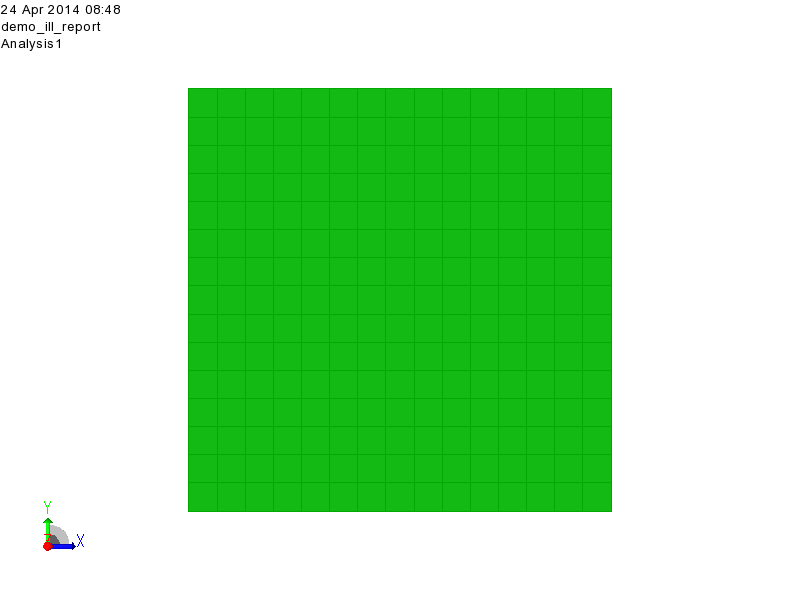 24 Apr 2014 08:48
demo_ill_report
Analysis1
Y
X